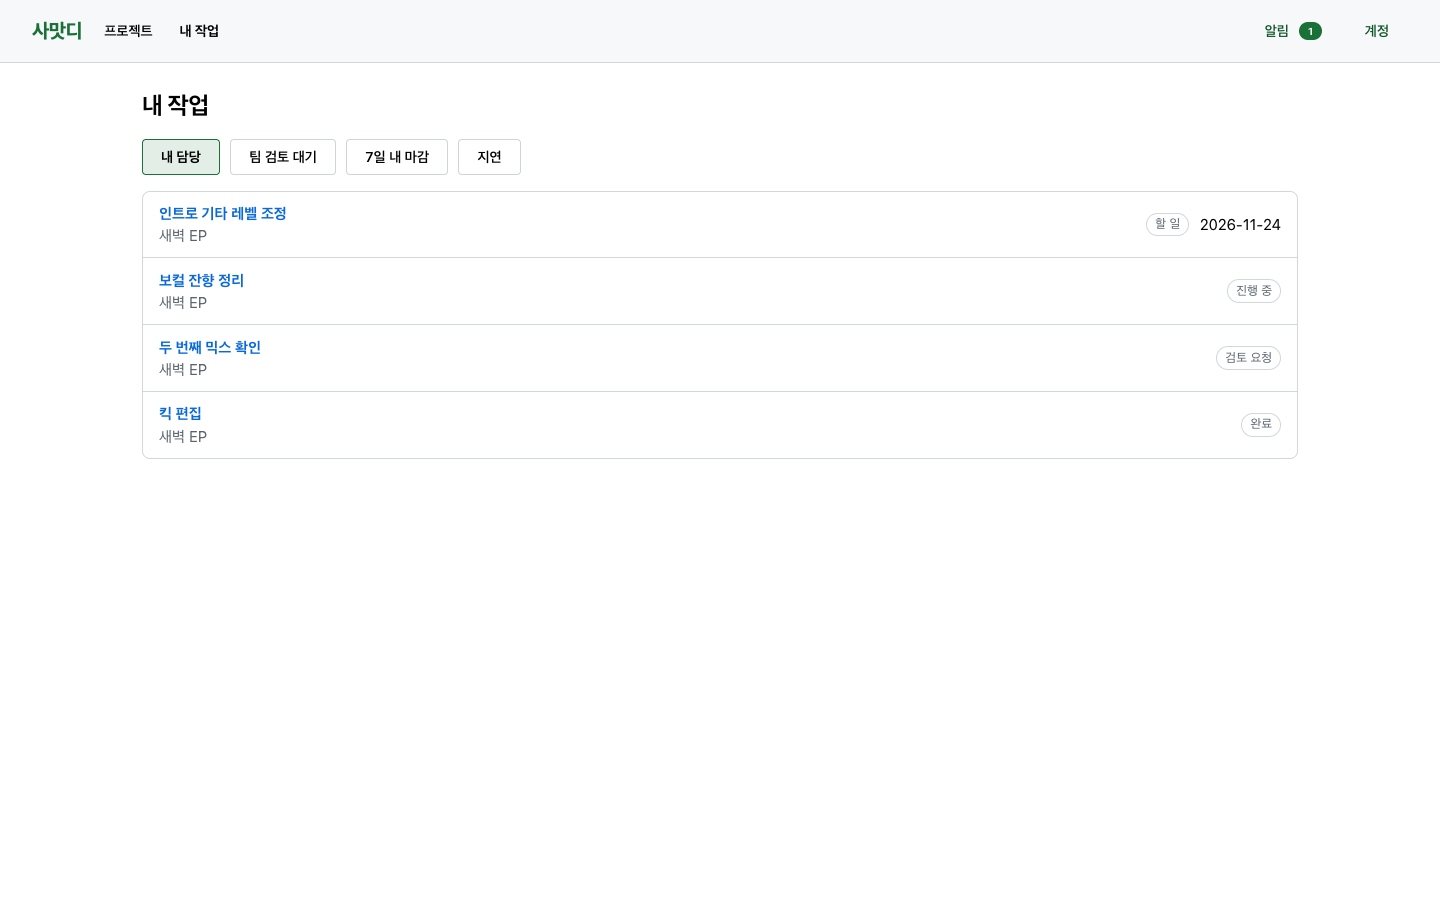 사맛디 프로젝트 내 작업 알림 1 계정
내 작업
내 담당 팀 검토 대기 7일 내 마감 지연
인트로 기타 레벨 조정
새벽 EP
할 일 2026-11-24
보컬 잔향 정리
새벽 EP
진행 중
두 번째 믹스 확인
새벽 EP
검토 요청
킥 편집
새벽 EP
완료